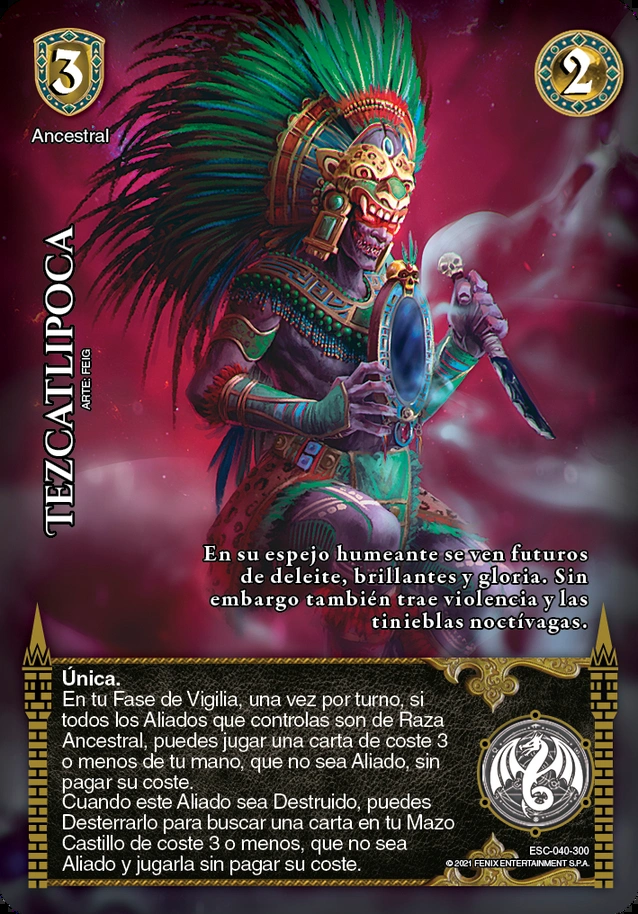 3
2
Ancestral
TEZCATLIPOCA
ARTE: FEIG
En su espejo humeante se ven futuros
de deleite, brillantes y gloria. Sin
embargo también trae violencia y las
tinieblas noctívagas.
Única.
En tu Fase de Vigilia, una vez por turno, si
todos los Aliados que controlas son de Raza
Ancestral, puedes jugar una carta de coste 3
o menos de tu mano, que no sea Aliado, sin
pagar su coste.
Cuando este Aliado sea Destruido, puedes
Desterrarlo para buscar una carta en tu Mazo
Castillo de coste 3 o menos, que no sea
Aliado y jugarla sin pagar su coste.
ESC-040-300
© 2021 FENIX ENTERTAINMENT S.P.A.